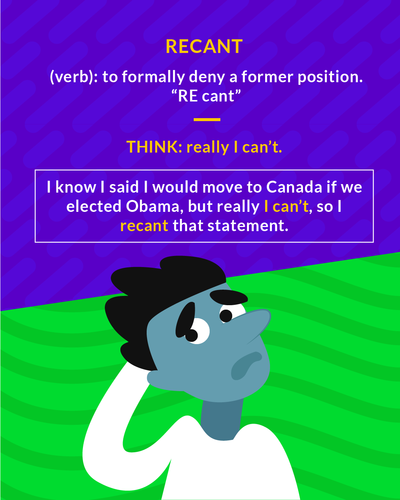 RECANT
(verb): to formally deny a former position.
“RE cant”
THINK: really I can’t.
I know I said I would move to Canada if we
elected Obama, but really I can’t, so I
recant that statement.